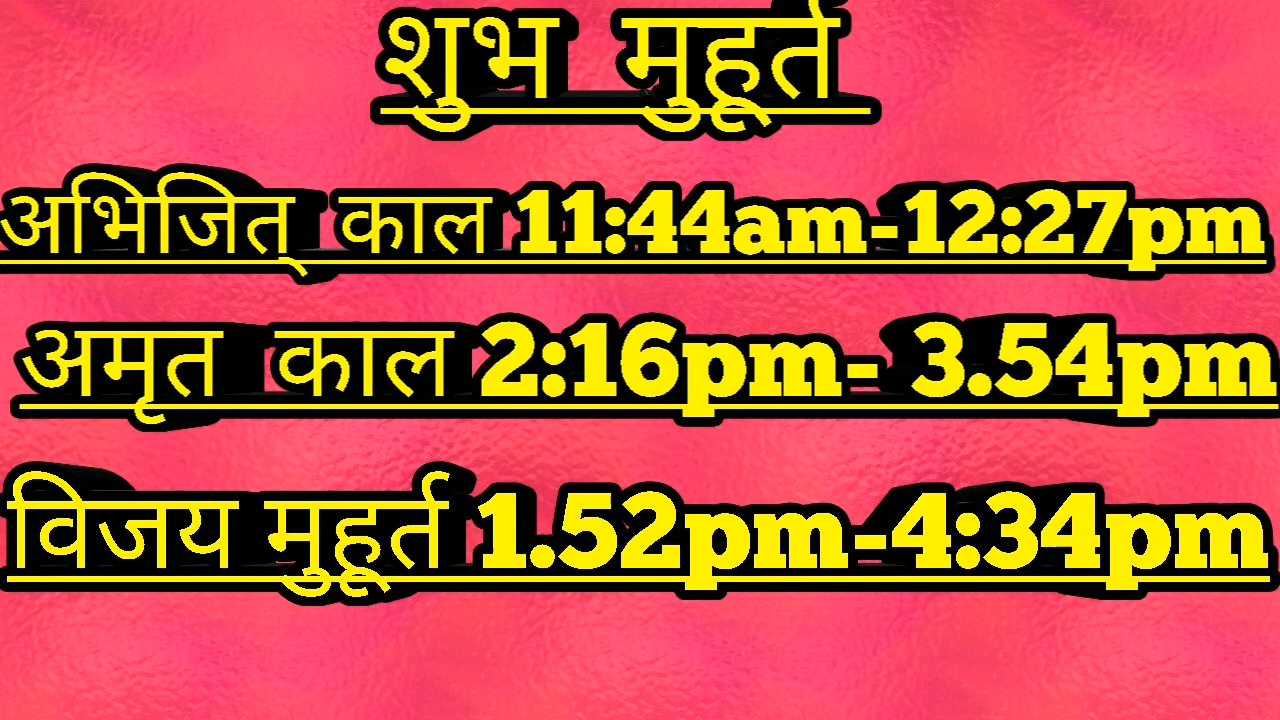 शुभ मुहूर्त
अभिजित् काल 11:44am-12:27pm
अमृत काल 2:16pm- 3.54pm
विजय मुहूर्त 1.52pm-4:34pm